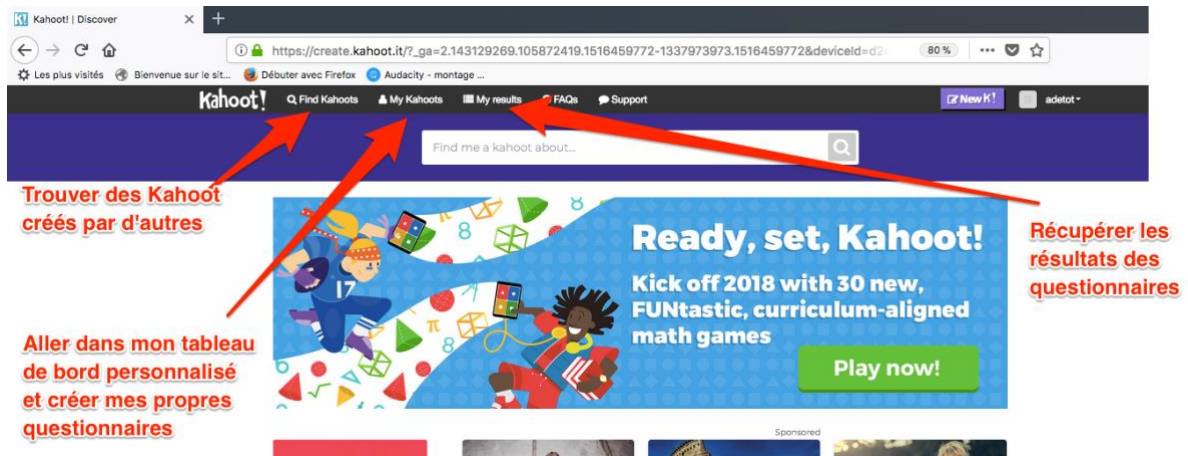 Kahoot! | Discover
https://create.kahoot.it/?_ga=2.143129269.105872419.1516459772-1337973973.1516459772&deviceId=d2
80 %
Les plus visités Bienvenue sur le sit... Débuter avec Firefox Audacity - montage ...
Kahoot! Find Kahoots My Kahoots My results FAQs Support New K! adetot
Find me a kahoot about...
Trouver des Kahoot
créés par d'autres
Ready, set, Kahoot!
Kick off 2018 with 30 new,
FUNtastic, curriculum-aligned
math games
Play now!
17
8
8
π
π
Récupérer les
résultats des
questionnaires
Aller dans mon tableau
de bord personnalisé
et créer mes propres
questionnaires
Sponsored